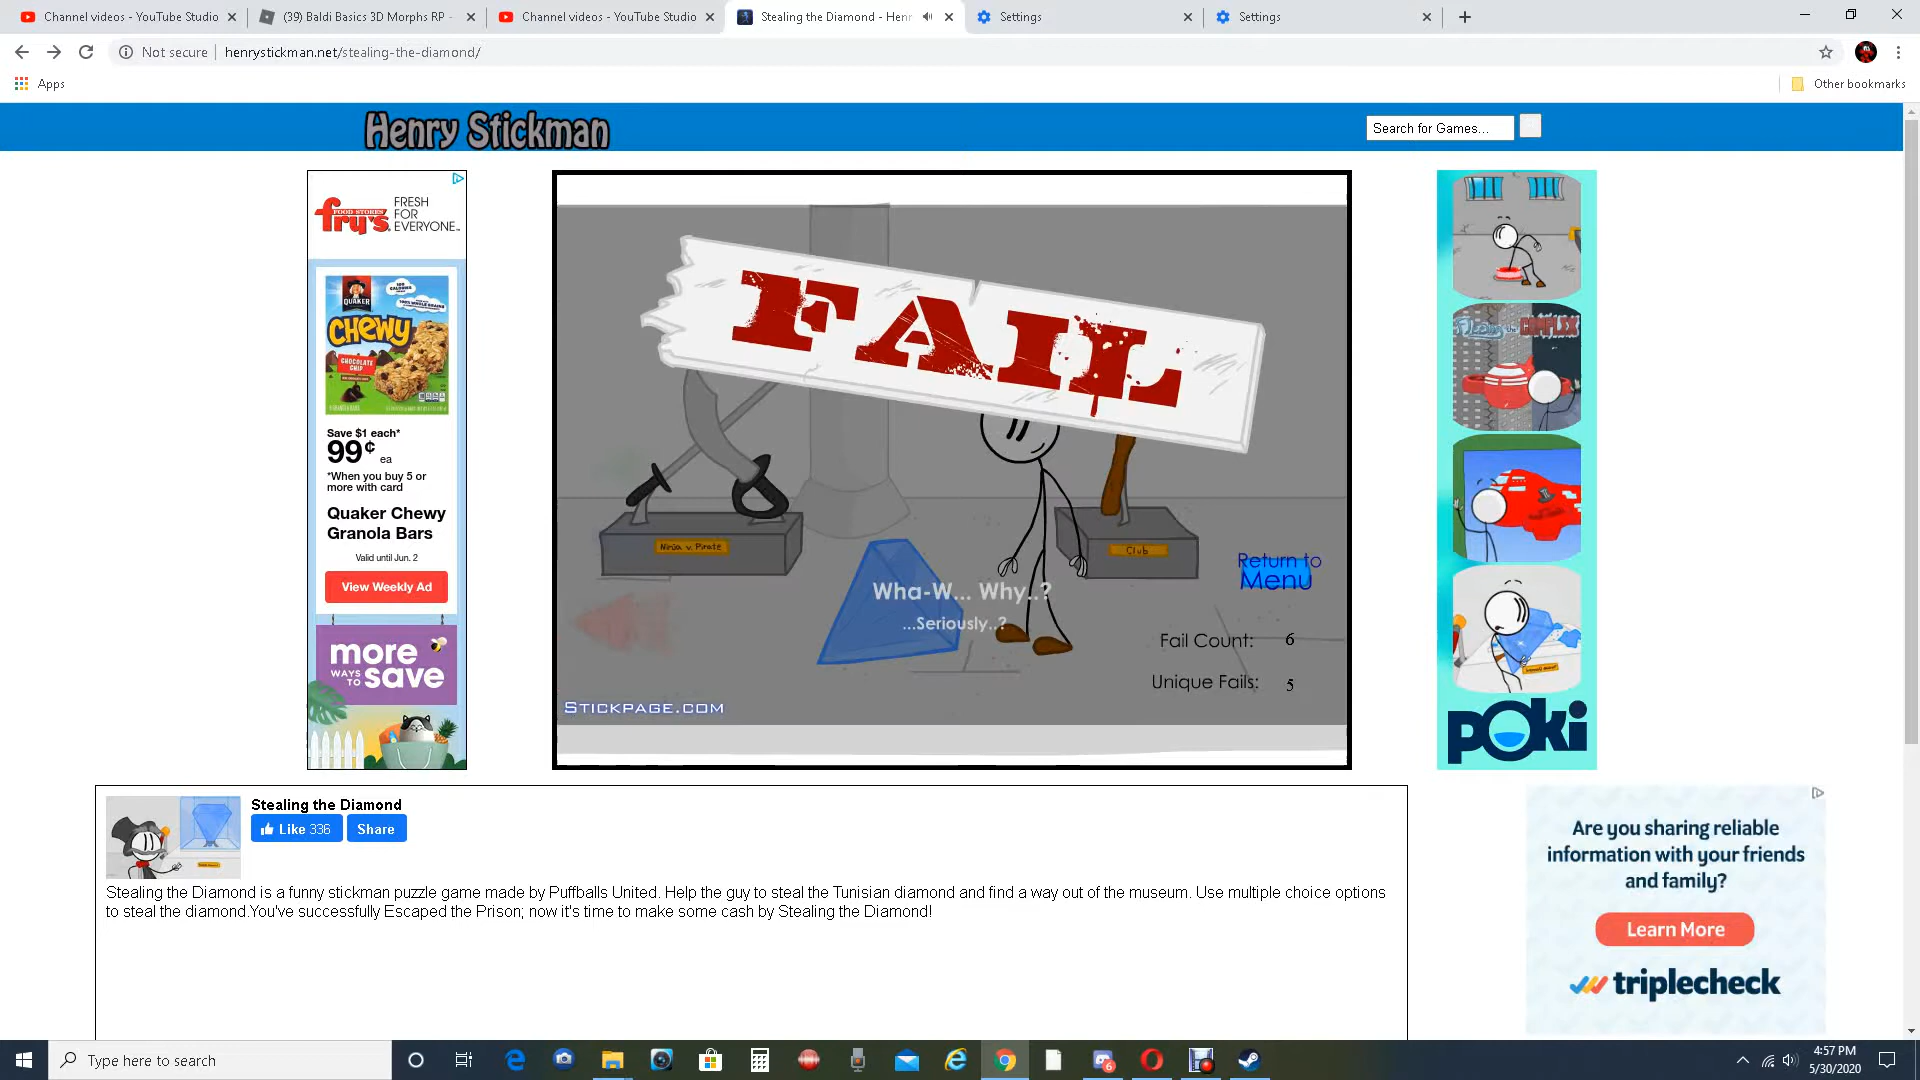 Channel videos - YouTube Studio
(39) Baldi Basics 3D Morphs RP -
Channel videos - YouTube Studio
Stealing the Diamond - Henr
Settings
Settings
Not secure
henrystickman.net/stealing-the-diamond/
Apps
Other bookmarks
Henry Stickman
Search for Games...
FOOD STORES
fry's.
FRESH
FOR
EVERYONE.
QUAKER
CHEWY
CHOCOLATE
CHIP
Save $1 each*
99¢ ea
*When you buy 5 or
more with card
Quaker Chewy
Granola Bars
Valid until Jun. 2
View Weekly Ad
more
WAYS TO
save
FAIL
Ninja v. Pirate
Club
Wha-W... Why..?
...Seriously..?
Return to
Menu
Fail Count: 6
Unique Fails: 5
STICKPAGE.COM
Fleeing the COMPLEX
POKi
Stealing the Diamond
Like 336
Share
Stealing the Diamond is a funny stickman puzzle game made by Puffballs United. Help the guy to steal the Tunisian diamond and find a way out of the museum. Use multiple choice options
to steal the diamond.You've successfully Escaped the Prison; now it's time to make some cash by Stealing the Diamond!
Are you sharing reliable
information with your friends
and family?
Learn More
triplecheck
Type here to search
6
4:57 PM
5/30/2020